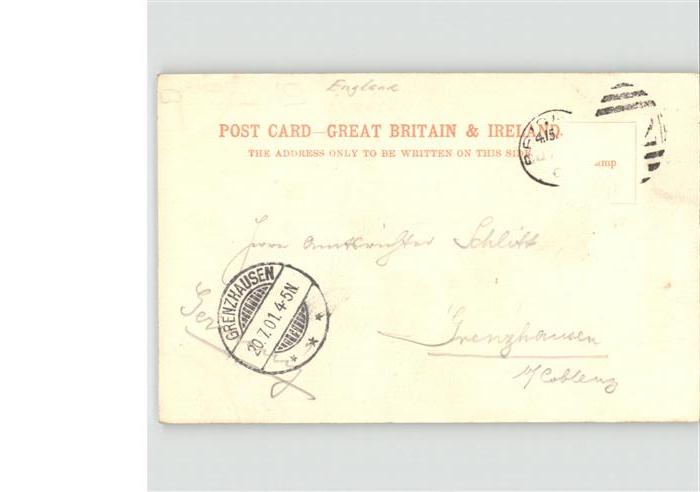 England
POST CARD—GREAT BRITAIN & IRELAND.
THE ADDRESS ONLY TO BE WRITTEN ON THIS SIDE
amp
Herrn Amtsrichter Schlitt
GRENZHAUSEN
20.7.01.4-5N
Grenzhausen
b/Coblenz